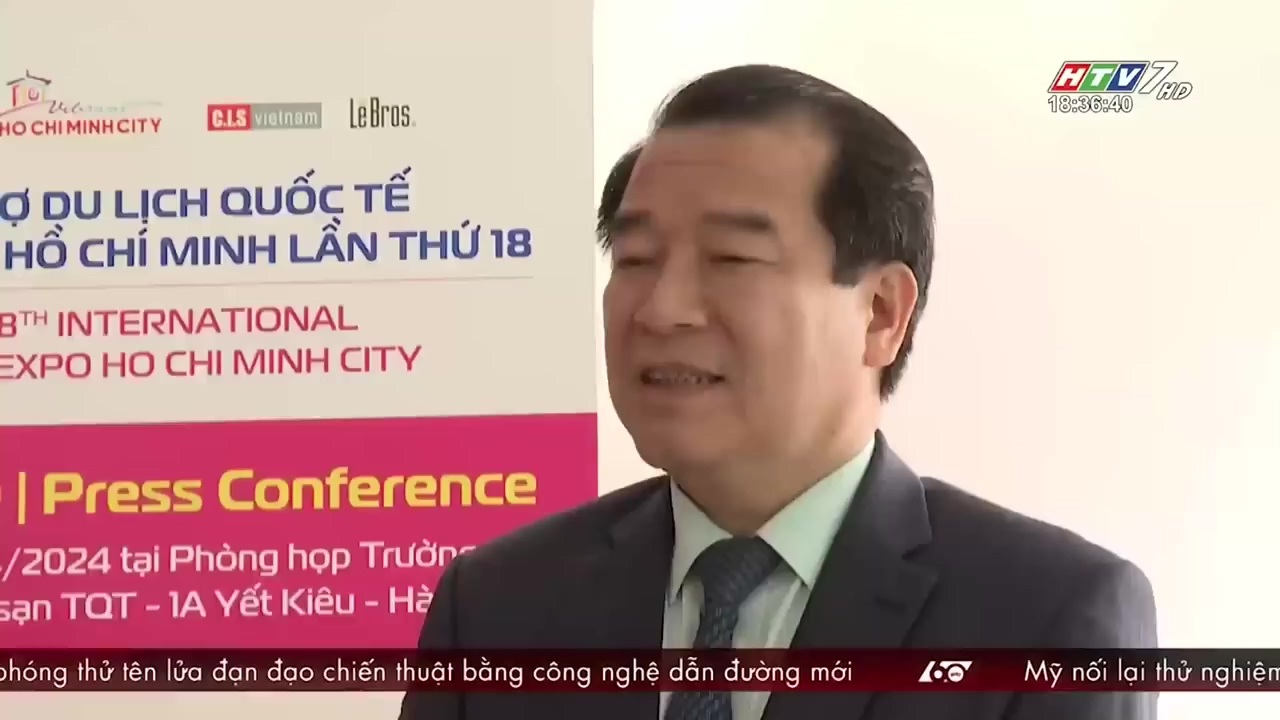 HTV7 HD
18:36:40
HO CHI MINH CITY
C.I.S vietnam
Le Bros.
Ợ DU LỊCH QUỐC TẾ
HỒ CHÍ MINH LẦN THỨ 18
8TH INTERNATIONAL
EXPO HO CHI MINH CITY
| Press Conference
/2024 tại Phòng họp Trường
sạn TQT - 1A Yết Kiêu - Hà
phóng thử tên lửa đạn đạo chiến thuật bằng công nghệ dẫn đường mới
60
Mỹ nối lại thử nghiệm